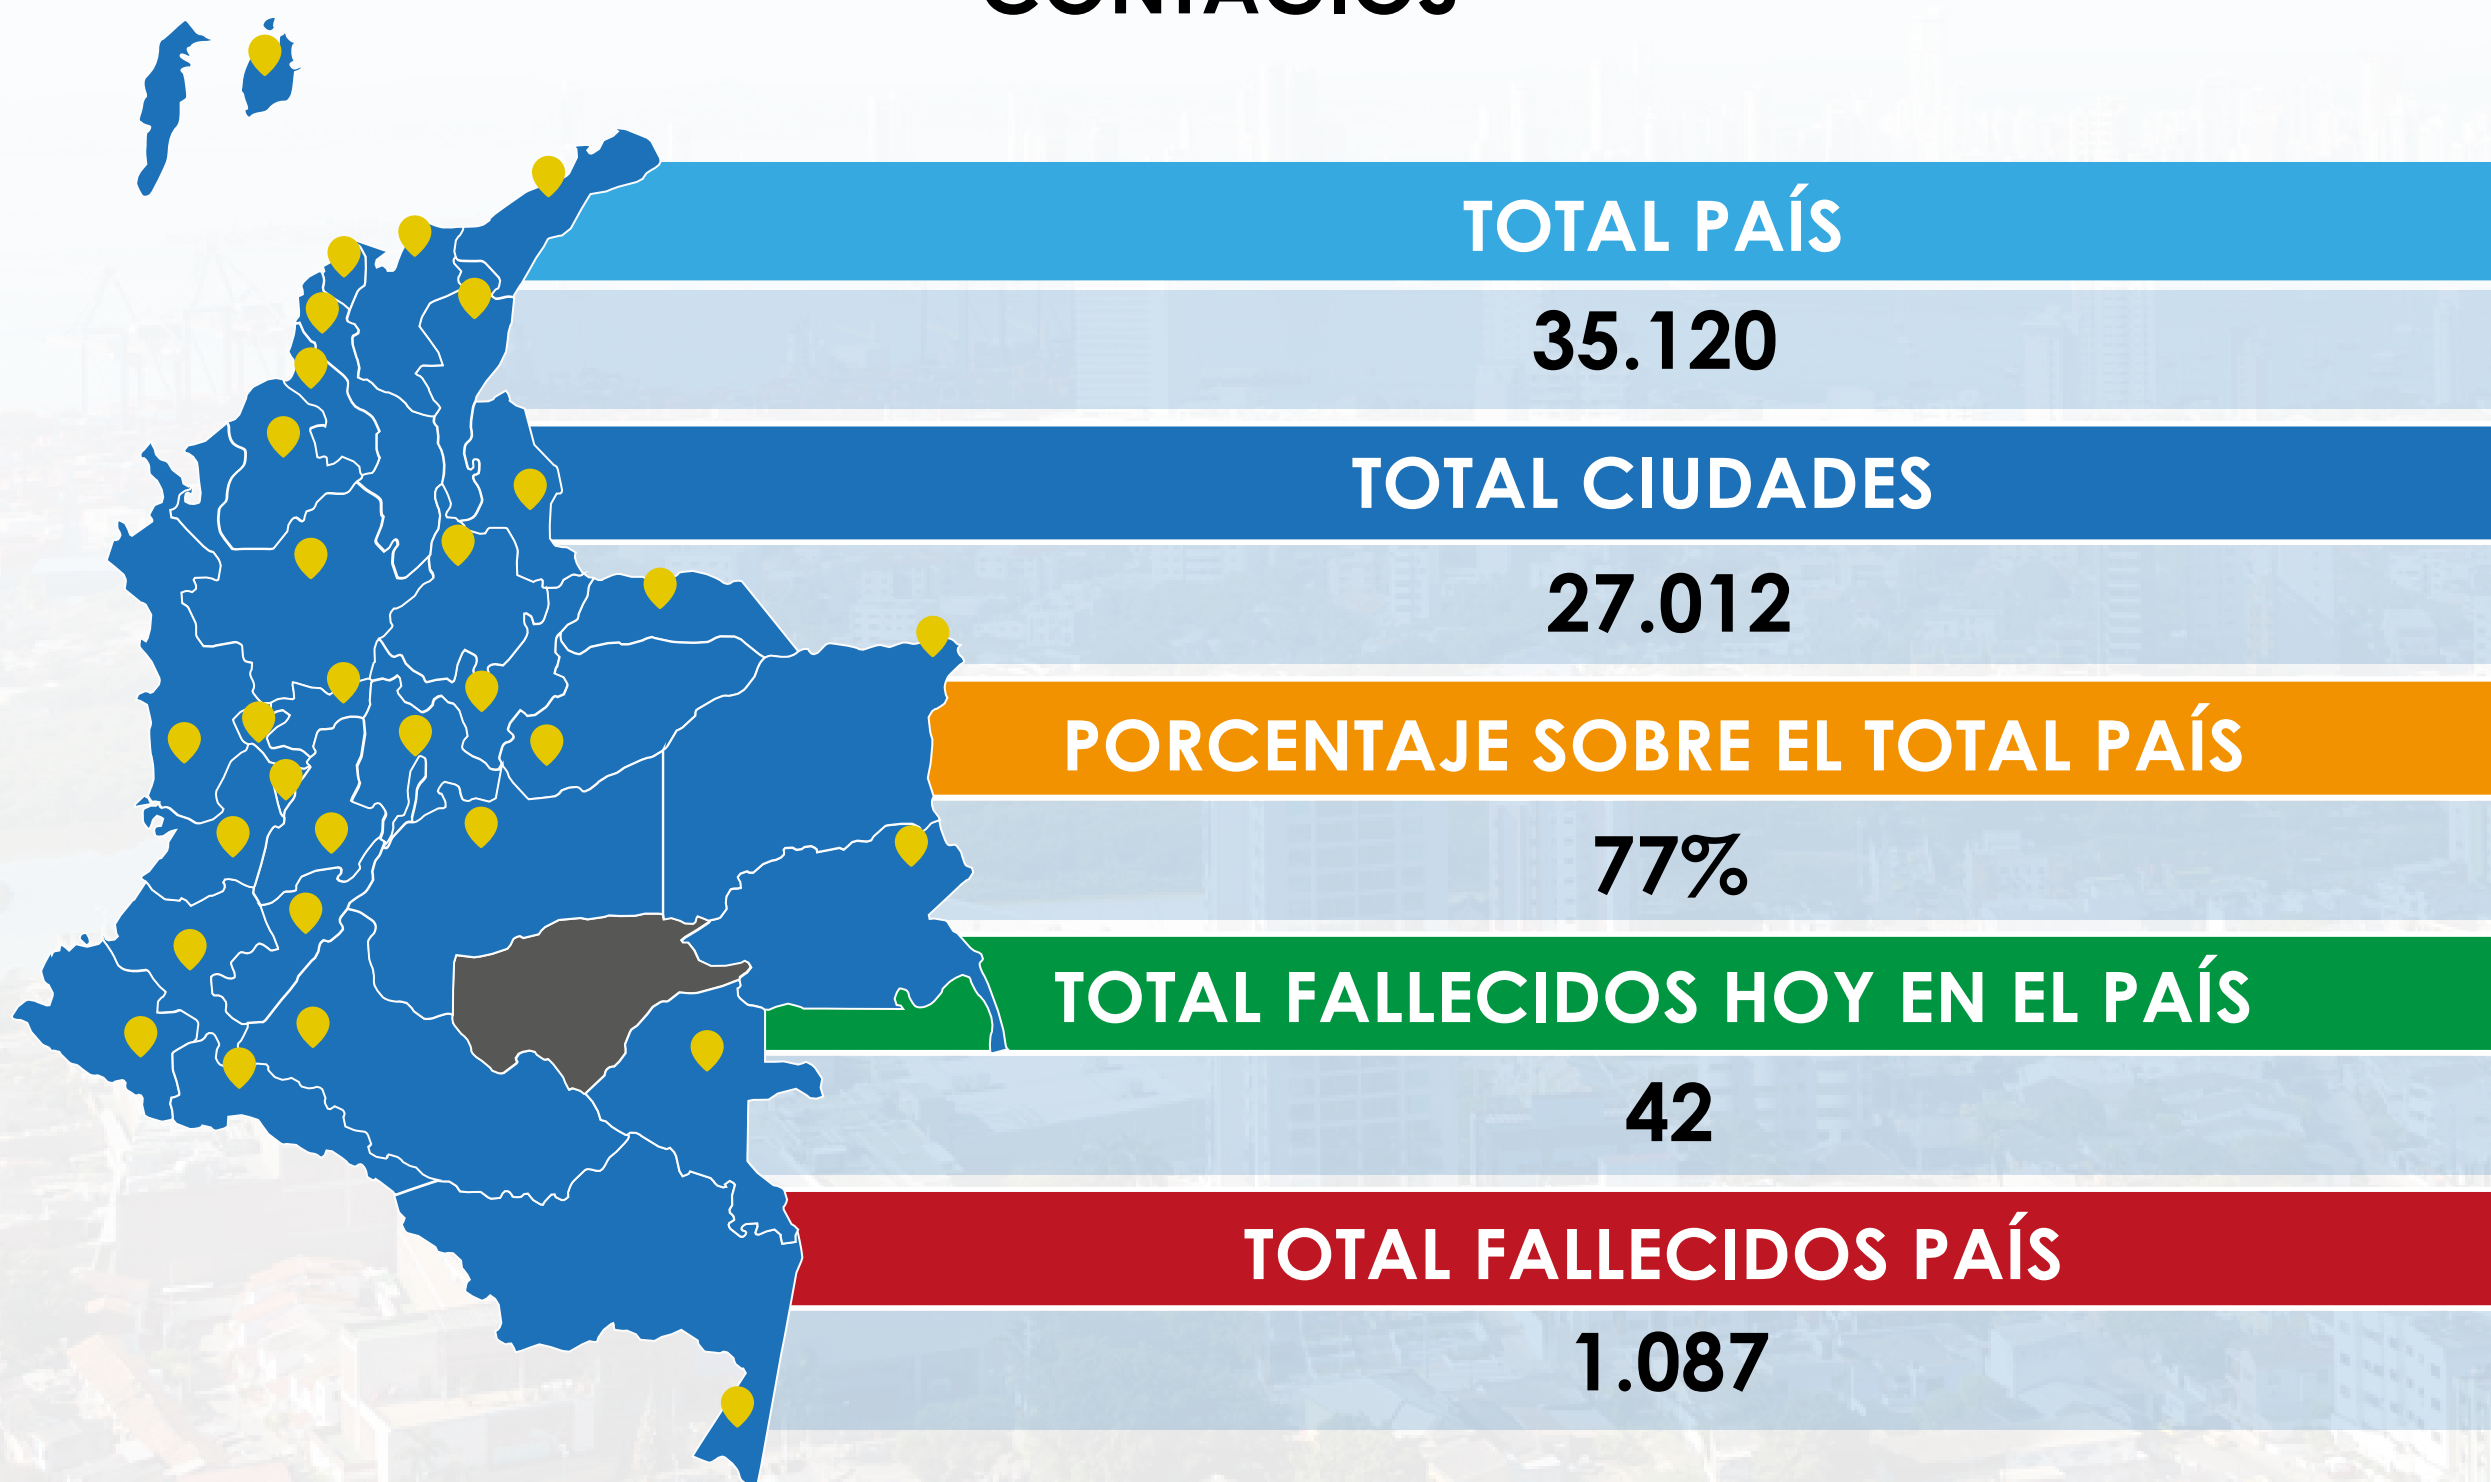 CONTAGIOS
TOTAL PAÍS
35.120
TOTAL CIUDADES
27.012
PORCENTAJE SOBRE EL TOTAL PAÍS
77%
TOTAL FALLECIDOS HOY EN EL PAÍS
42
TOTAL FALLECIDOS PAÍS
1.087